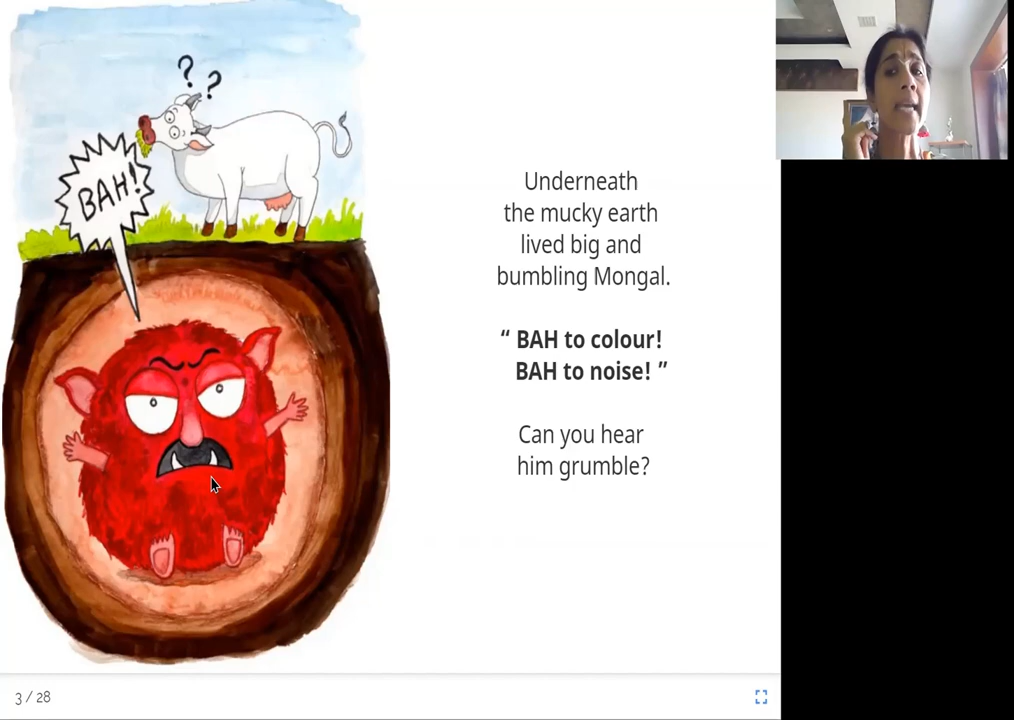 ? ?
BAH!
Underneath
the mucky earth
lived big and
bumbling Mongal.
“ BAH to colour!
BAH to noise! ”
Can you hear
him grumble?
3 / 28